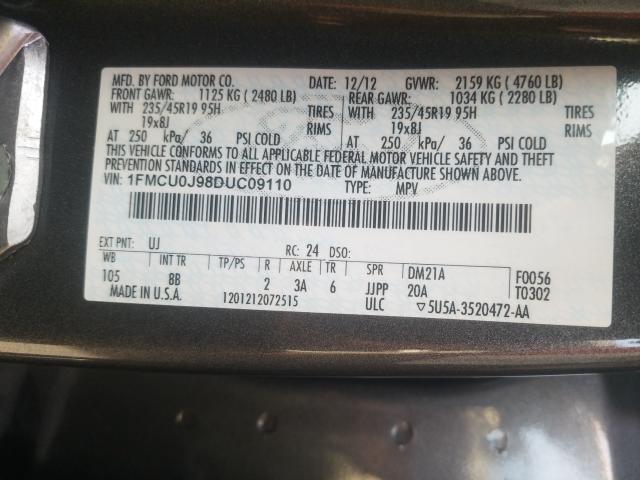 MFD. BY FORD MOTOR CO. DATE: 12/12 GVWR: 2159 KG ( 4760 LB)
FRONT GAWR: 1125 KG ( 2480 LB) REAR GAWR: 1034 KG ( 2280 LB)
WITH 235/45R19 95H TIRES WITH 235/45R19 95H TIRES
19x8J RIMS 19x8J RIMS
AT 250 kPa/ 36 PSI COLD AT 250 kPa/ 36 PSI COLD
THIS VEHICLE CONFORMS TO ALL APPLICABLE FEDERAL MOTOR VEHICLE SAFETY AND THEFT
PREVENTION STANDARDS IN EFFECT ON THE DATE OF MANUFACTURE SHOWN ABOVE.
VIN: 1FMCU0J98DUC09110 TYPE: MPV
EXT PNT: UJ RC: 24 DSO:
WB INT TR TP/PS R AXLE TR SPR DM21A F0056
105 8B 2 3A 6 JJPP 20A T0302
MADE IN U.S.A. 1201212072515 ULC ▽5U5A-3520472-AA